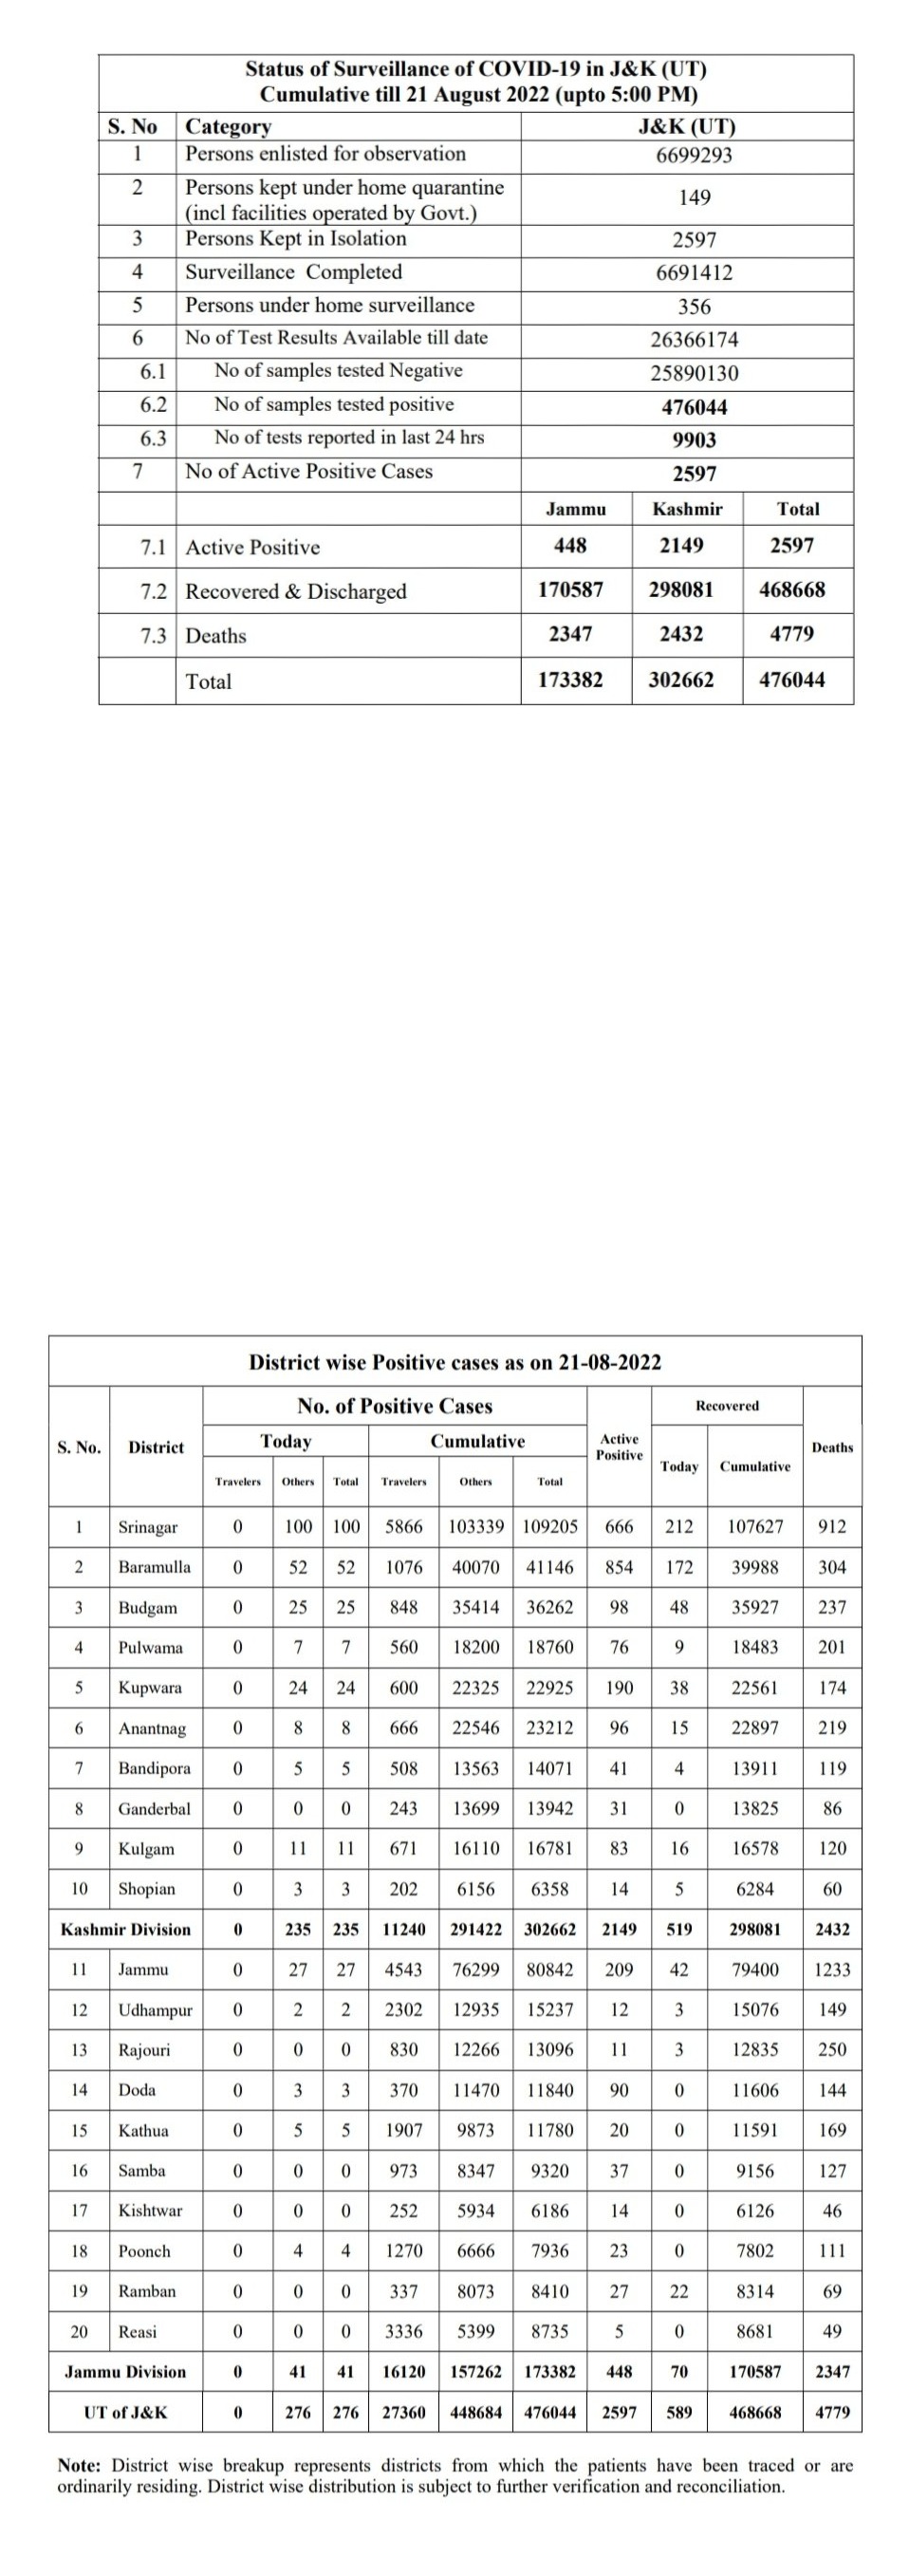 Status of Surveillance of COVID-19 in J&K (UT)
Cumulative till 21 August 2022 (upto 5:00 PM)
S. No Category J&K (UT)
1 Persons enlisted for observation 6699293
2 Persons kept under home quarantine
(incl facilities operated by Govt.) 149
3 Persons Kept in Isolation 2597
4 Surveillance Completed 6691412
5 Persons under home surveillance 356
6 No of Test Results Available till date 26366174
6.1 No of samples tested Negative 25890130
6.2 No of samples tested positive 476044
6.3 No of tests reported in last 24 hrs 9903
7 No of Active Positive Cases 2597
Jammu Kashmir Total
7.1 Active Positive 448 2149 2597
7.2 Recovered & Discharged 170587 298081 468668
7.3 Deaths 2347 2432 4779
Total 173382 302662 476044
District wise Positive cases as on 21-08-2022
S. No. District No. of Positive Cases Active Positive Recovered Deaths
Today Cumulative Today Cumulative
Travelers Others Total Travelers Others Total
1 Srinagar 0 100 100 5866 103339 109205 666 212 107627 912
2 Baramulla 0 52 52 1076 40070 41146 854 172 39988 304
3 Budgam 0 25 25 848 35414 36262 98 48 35927 237
4 Pulwama 0 7 7 560 18200 18760 76 9 18483 201
5 Kupwara 0 24 24 600 22325 22925 190 38 22561 174
6 Anantnag 0 8 8 666 22546 23212 96 15 22897 219
7 Bandipora 0 5 5 508 13563 14071 41 4 13911 119
8 Ganderbal 0 0 0 243 13699 13942 31 0 13825 86
9 Kulgam 0 11 11 671 16110 16781 83 16 16578 120
10 Shopian 0 3 3 202 6156 6358 14 5 6284 60
Kashmir Division 0 235 235 11240 291422 302662 2149 519 298081 2432
11 Jammu 0 27 27 4543 76299 80842 209 42 79400 1233
12 Udhampur 0 2 2 2302 12935 15237 12 3 15076 149
13 Rajouri 0 0 0 830 12266 13096 11 3 12835 250
14 Doda 0 3 3 370 11470 11840 90 0 11606 144
15 Kathua 0 5 5 1907 9873 11780 20 0 11591 169
16 Samba 0 0 0 973 8347 9320 37 0 9156 127
17 Kishtwar 0 0 0 252 5934 6186 14 0 6126 46
18 Poonch 0 4 4 1270 6666 7936 23 0 7802 111
19 Ramban 0 0 0 337 8073 8410 27 22 8314 69
20 Reasi 0 0 0 3336 5399 8735 5 0 8681 49
Jammu Division 0 41 41 16120 157262 173382 448 70 170587 2347
UT of J&K 0 276 276 27360 448684 476044 2597 589 468668 4779
Note: District wise breakup represents districts from which the patients have been traced or are
ordinarily residing. District wise distribution is subject to further verification and reconciliation.